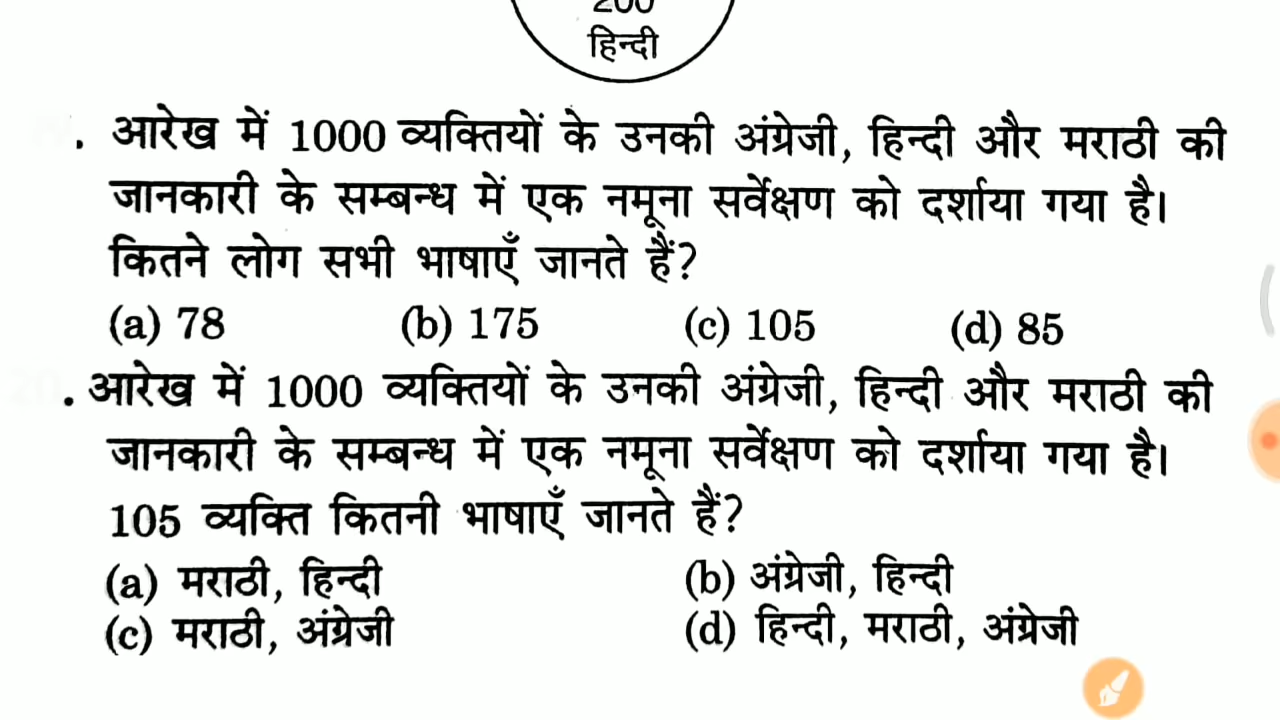 200
हिन्दी
. आरेख में 1000 व्यक्तियों के उनकी अंग्रेजी, हिन्दी और मराठी की
जानकारी के सम्बन्ध में एक नमूना सर्वेक्षण को दर्शाया गया है।
कितने लोग सभी भाषाएँ जानते हैं?
(a) 78 (b) 175 (c) 105 (d) 85
. आरेख में 1000 व्यक्तियों के उनकी अंग्रेजी, हिन्दी और मराठी की
जानकारी के सम्बन्ध में एक नमूना सर्वेक्षण को दर्शाया गया है।
105 व्यक्ति कितनी भाषाएँ जानते हैं?
(a) मराठी, हिन्दी (b) अंग्रेजी, हिन्दी
(c) मराठी, अंग्रेजी (d) हिन्दी, मराठी, अंग्रेजी